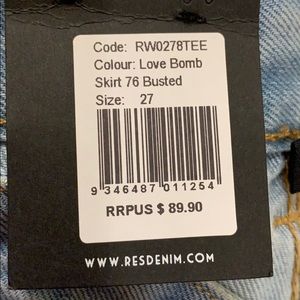 Code: RW0278TEE
Colour: Love Bomb
Skirt 76 Busted
Size: 27
9 346487 011254
RRPUS $ 89.90
WWW.RESDENIM.COM